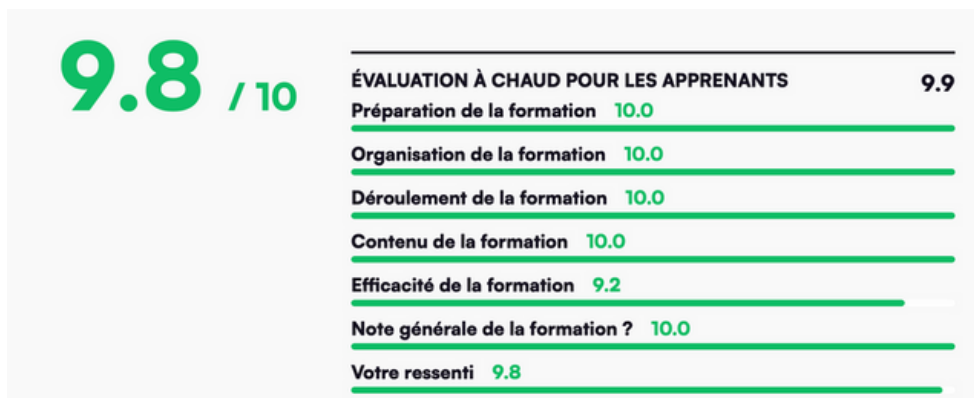 9.8 / 10
ÉVALUATION À CHAUD POUR LES APPRENANTS 9.9
Préparation de la formation 10.0
Organisation de la formation 10.0
Déroulement de la formation 10.0
Contenu de la formation 10.0
Efficacité de la formation 9.2
Note générale de la formation ? 10.0
Votre ressenti 9.8